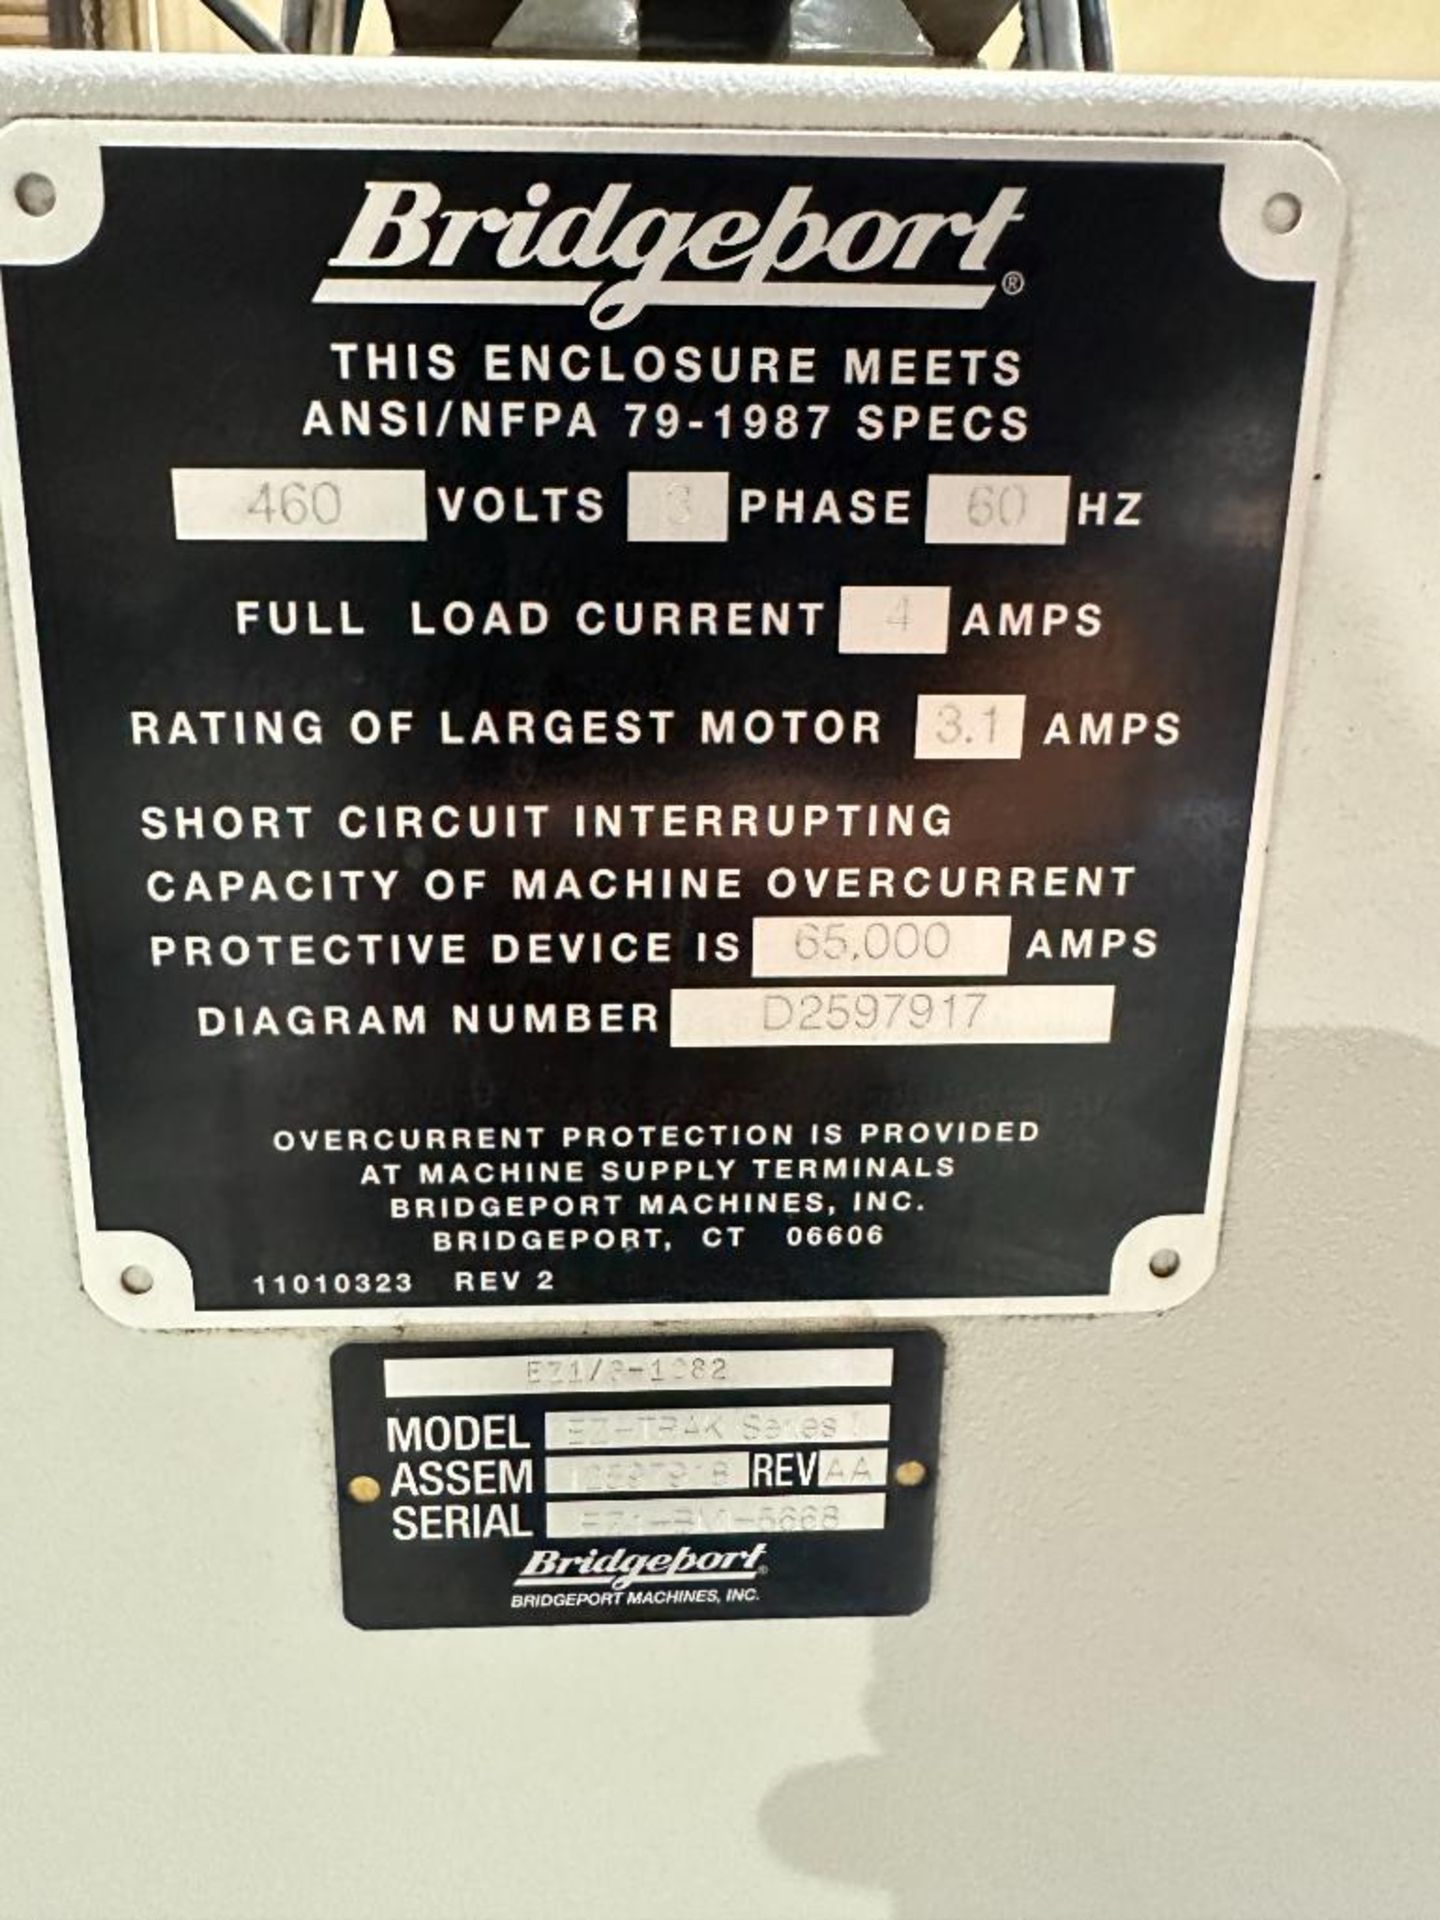 Bridgeport®
THIS ENCLOSURE MEETS
ANSI/NFPA 79-1987 SPECS
460 VOLTS 3 PHASE 60 HZ
FULL LOAD CURRENT 4 AMPS
RATING OF LARGEST MOTOR 3.1 AMPS
SHORT CIRCUIT INTERRUPTING
CAPACITY OF MACHINE OVERCURRENT
PROTECTIVE DEVICE IS 65,000 AMPS
DIAGRAM NUMBER D2597917
OVERCURRENT PROTECTION IS PROVIDED
AT MACHINE SUPPLY TERMINALS
BRIDGEPORT MACHINES, INC.
BRIDGEPORT, CT 06606
11010323 REV 2
MODEL EZ-TRAK Series I
ASSEM REV AA
SERIAL
Bridgeport®
BRIDGEPORT MACHINES, INC.